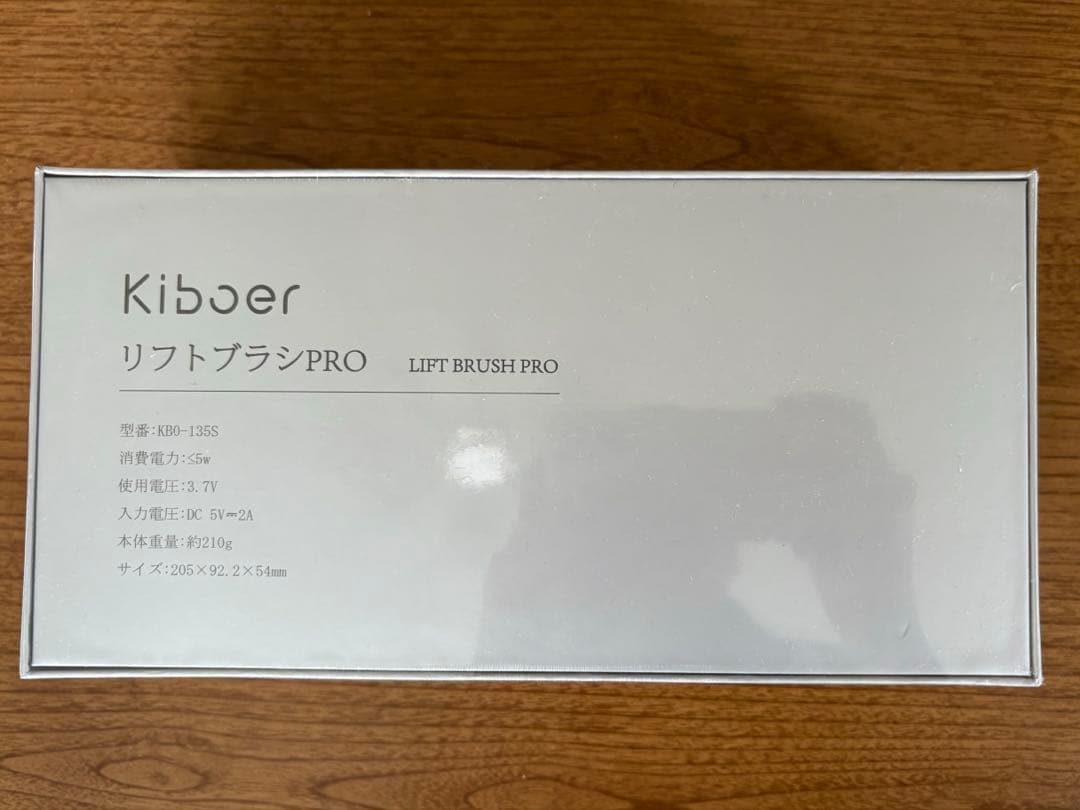 Kiboer
リフトブラシPRO LIFT BRUSH PRO
型番:KBO-135S
消費電力:≤5w
使用電圧:3.7V
入力電圧:DC 5V⎓2A
本体重量:約210g
サイズ:205×92.2×54mm